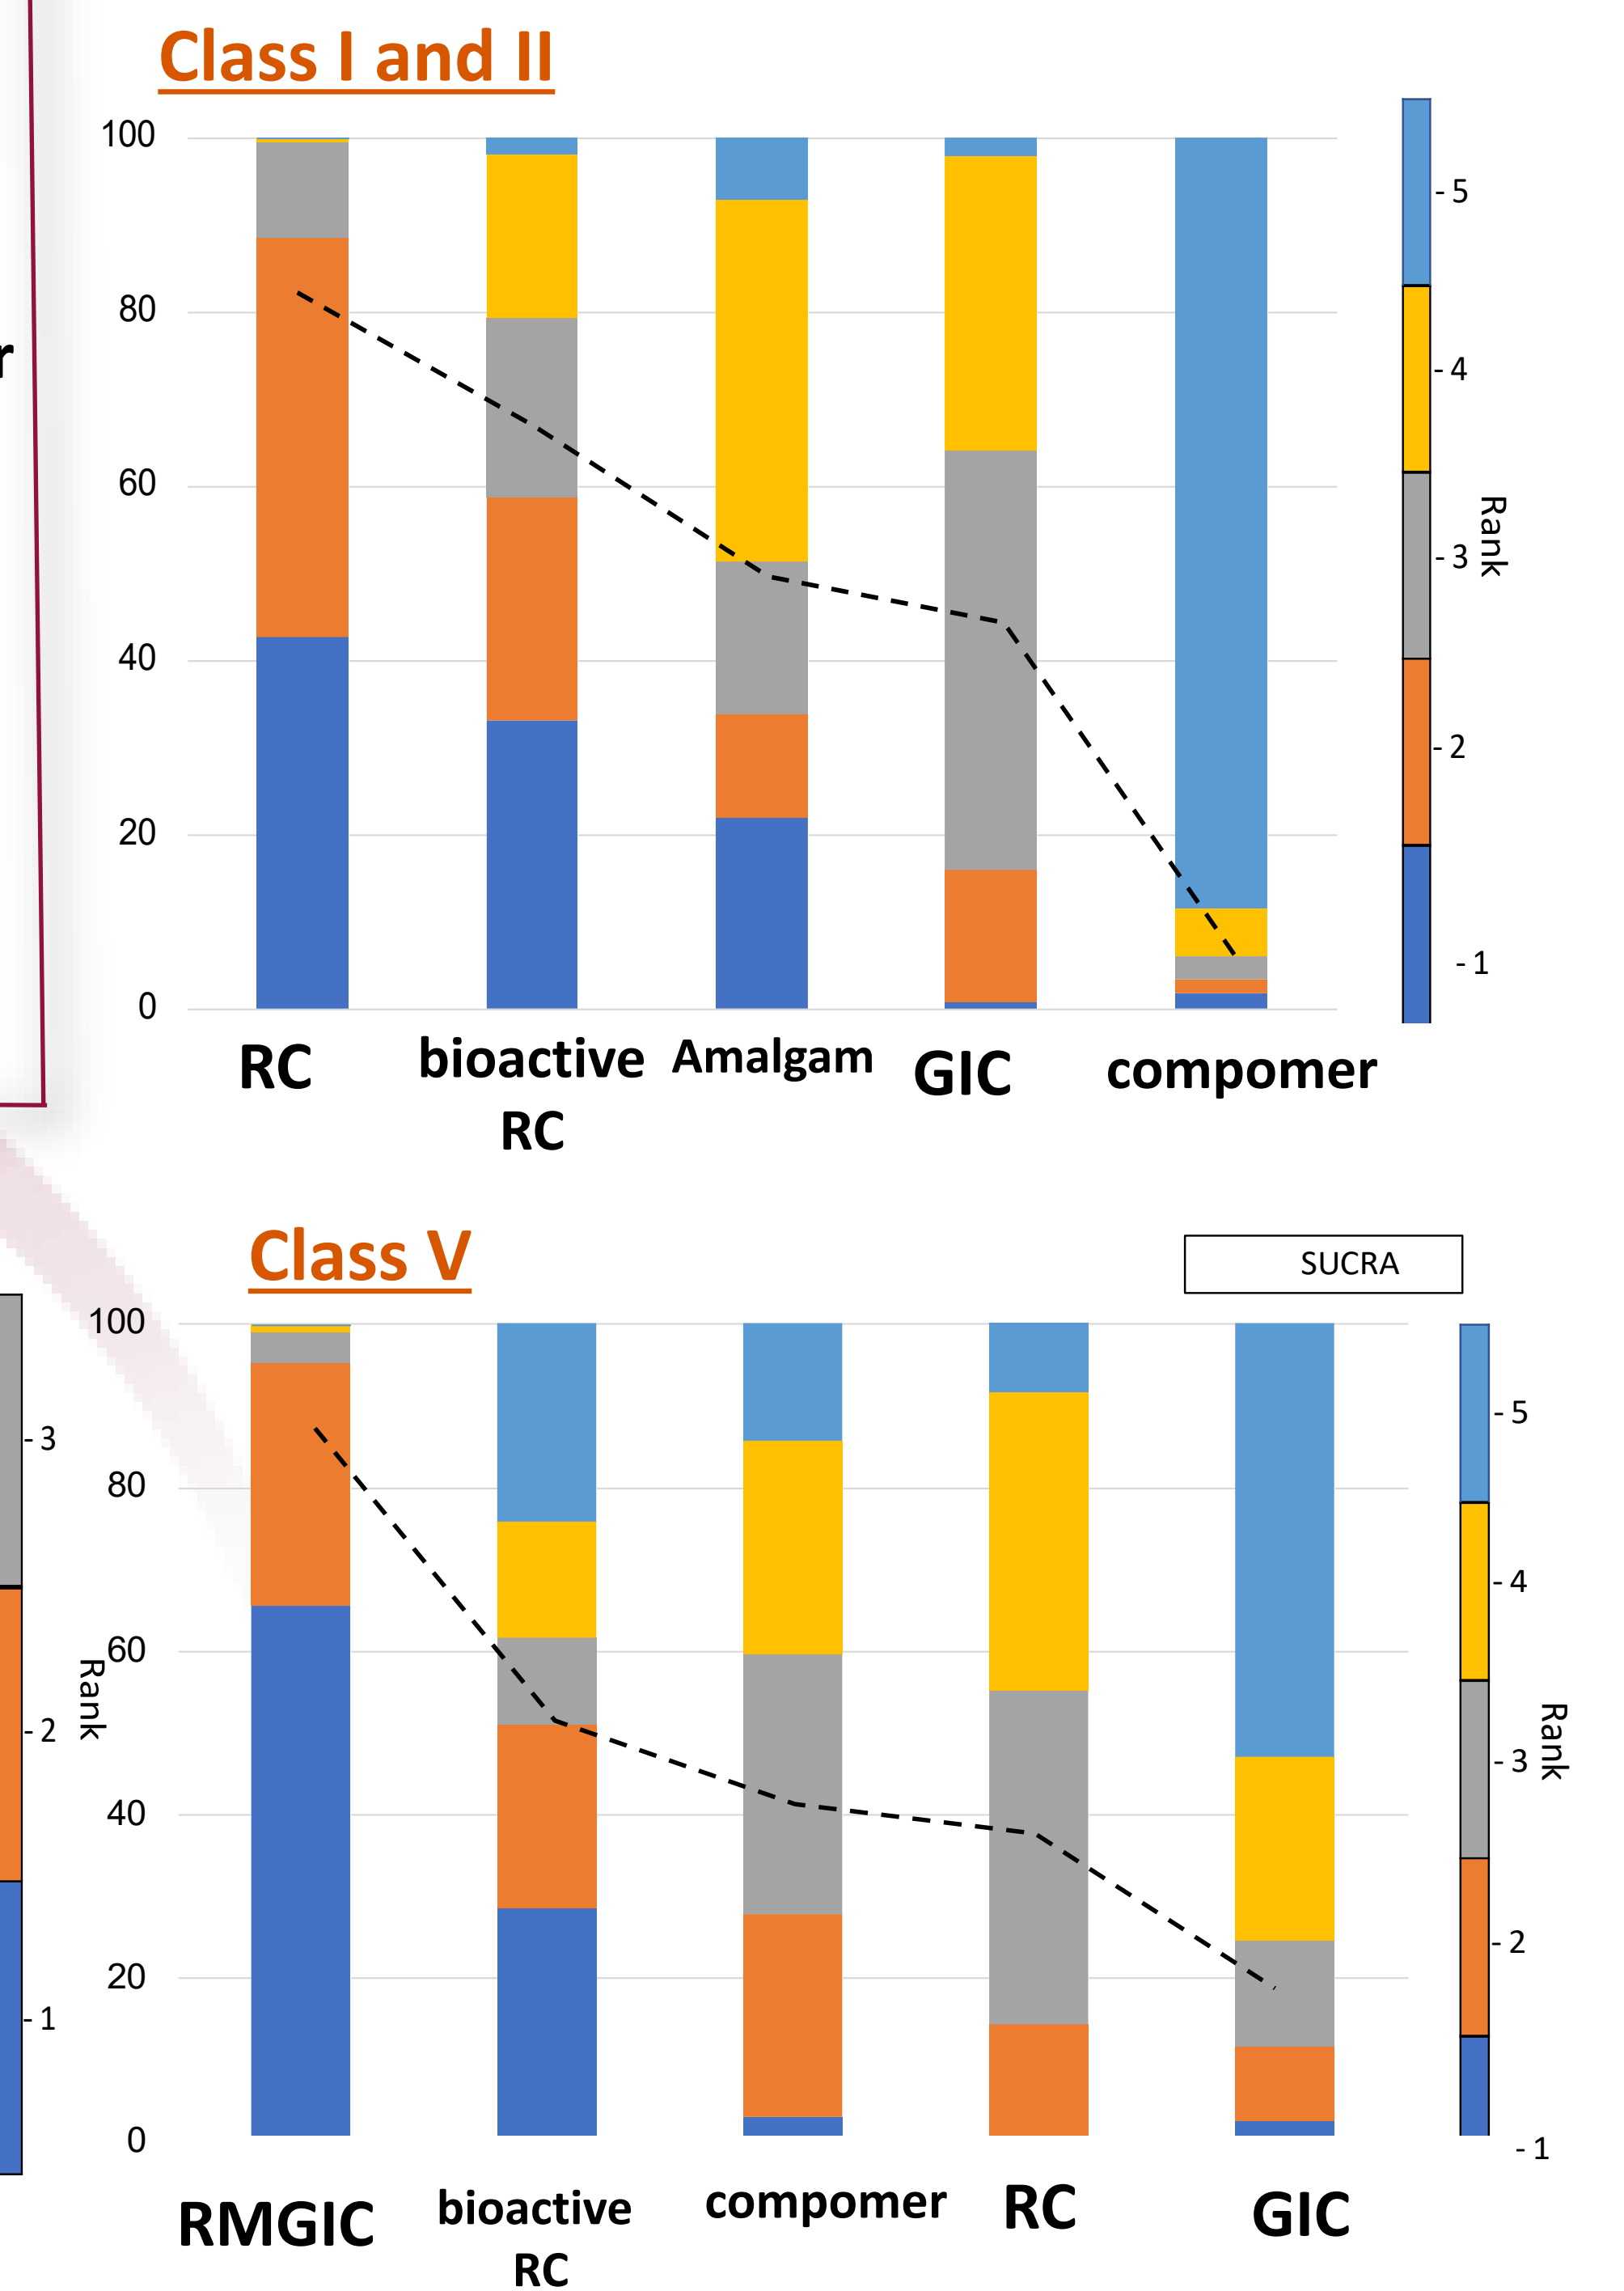 Class I and II
100
80
60
40
20
0
- 5
- 4
- 3
- 2
- 1
Rank
r
RC
bioactive
RC
Amalgam
GIC
compomer
Class V
SUCRA
100
80
60
40
20
0
- 3
- 2
- 1
Rank
- 5
- 4
- 3
- 2
- 1
Rank
RMGIC
bioactive
RC
compomer
RC
GIC